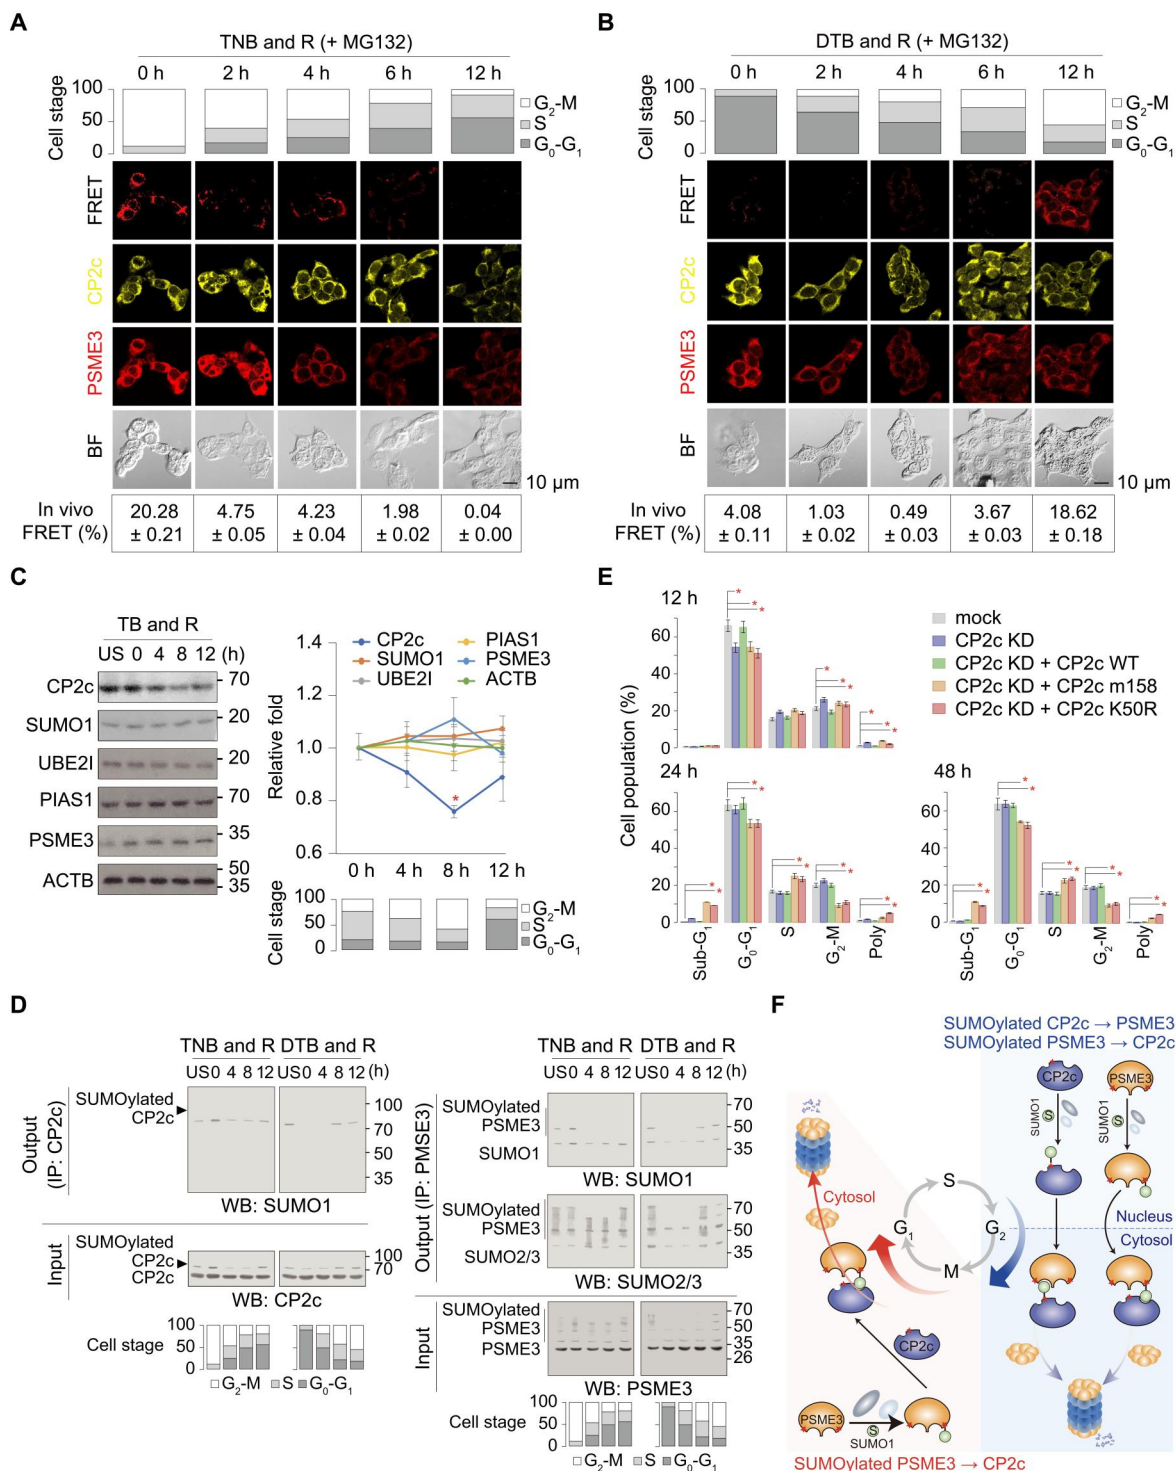 A
TNB and R (+ MG132)
0 h 2 h 4 h 6 h 12 h
Cell stage
100
50
0
G2-M
S
G0-G1
FRET
CP2c
PSME3
BF
10 µm
In vivo FRET (%)
20.28 ± 0.21
4.75 ± 0.05
4.23 ± 0.04
1.98 ± 0.02
0.04 ± 0.00
B
DTB and R (+ MG132)
0 h 2 h 4 h 6 h 12 h
Cell stage
100
50
0
G2-M
S
G0-G1
FRET
CP2c
PSME3
BF
10 µm
In vivo FRET (%)
4.08 ± 0.11
1.03 ± 0.02
0.49 ± 0.03
3.67 ± 0.03
18.62 ± 0.18
C
TB and R
US 0 4 8 12 (h)
CP2c 70
SUMO1 20
UBE2I 20
PIAS1 70
PSME3 35
ACTB 50
35
Relative fold
1.4
1.2
1.0
0.8
0.6
CP2c PIAS1
SUMO1 PSME3
UBE2I ACTB
*
0 h 4 h 8 h 12 h
Cell stage
100
50
0
G2-M
S
G0-G1
D
TNB and R DTB and R
US 0 4 8 12 US 0 4 8 12 (h)
Output (IP: CP2c)
SUMOylated
CP2c
100
70
50
35
WB: SUMO1
Input
SUMOylated
CP2c
CP2c
100
70
WB: CP2c
Cell stage
100
50
0
G2-M S G0-G1
TNB and R DTB and R
US 0 4 8 12 US 0 4 8 12 (h)
Output (IP: PMSE3)
SUMOylated
PSME3
SUMO1
70
50
35
WB: SUMO1
SUMOylated
PSME3
SUMO2/3
70
50
35
WB: SUMO2/3
Input
SUMOylated
PSME3
PSME3
70
50
35
26
WB: PSME3
Cell stage
100
50
0
G2-M S G0-G1
E
Cell population (%)
12 h
60
40
20
0
* * * * * * * * *
mock
CP2c KD
CP2c KD + CP2c WT
CP2c KD + CP2c m158
CP2c KD + CP2c K50R
24 h
60
40
20
0
* * * * * * * * * *
Sub-G1 G0-G1 S G2-M Poly
48 h
60
40
20
0
* * * * * * * * * *
Sub-G1 G0-G1 S G2-M Poly
F
SUMOylated CP2c → PSME3
SUMOylated PSME3 → CP2c
CP2c
PSME3
SUMO1
S
SUMO1
S
Cytosol
S
G1
G2
M
Nucleus
Cytosol
CP2c
PSME3
S
SUMO1
SUMOylated PSME3 → CP2c